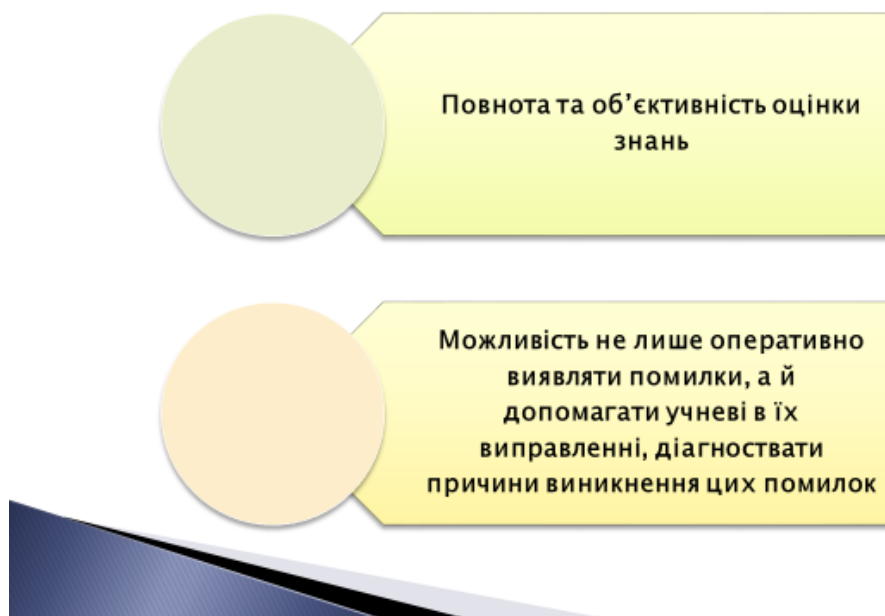 Повнота та об’єктивність оцінки
знань
Можливість не лише оперативно
виявляти помилки, а й
допомагати учневі в їх
виправленні, діагноствати
причини виникнення цих помилок